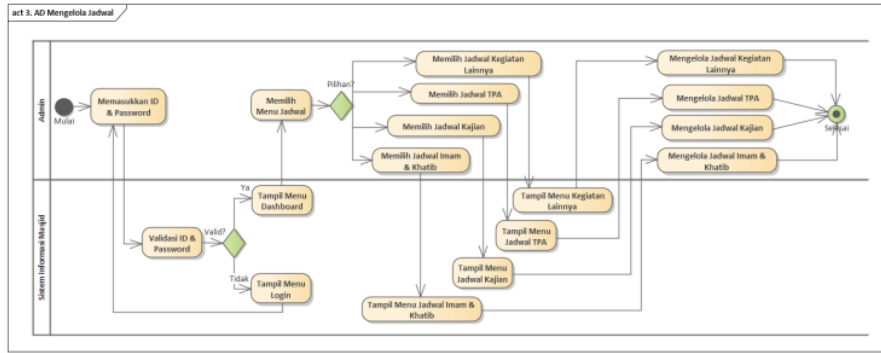 act 3. AD Mengelola Jadwal
Admin
Mulai
Memasukkan ID
& Password
Memilih
Menu Jadwal
Pilihan?
Memilih Jadwal Kegiatan
Lainnya
Memilih Jadwal TPA
Memilih Jadwal Kajian
Memilih Jadwal Imam
& Khatib
Mengelola Jadwal Kegiatan
Lainnya
Mengelola Jadwal TPA
Mengelola Jadwal Kajian
Mengelola Jadwal Imam &
Khatib
Selesai
Sistem Informasi Masjid
Validasi ID &
Password
Valid?
Ya
Tampil Menu
Dashboard
Tidak
Tampil Menu
Login
Tampil Menu Kegiatan
Lainnya
Tampil Menu
Jadwal TPA
Tampil Menu
Jadwal Kajian
Tampil Menu Jadwal Imam &
Khatib